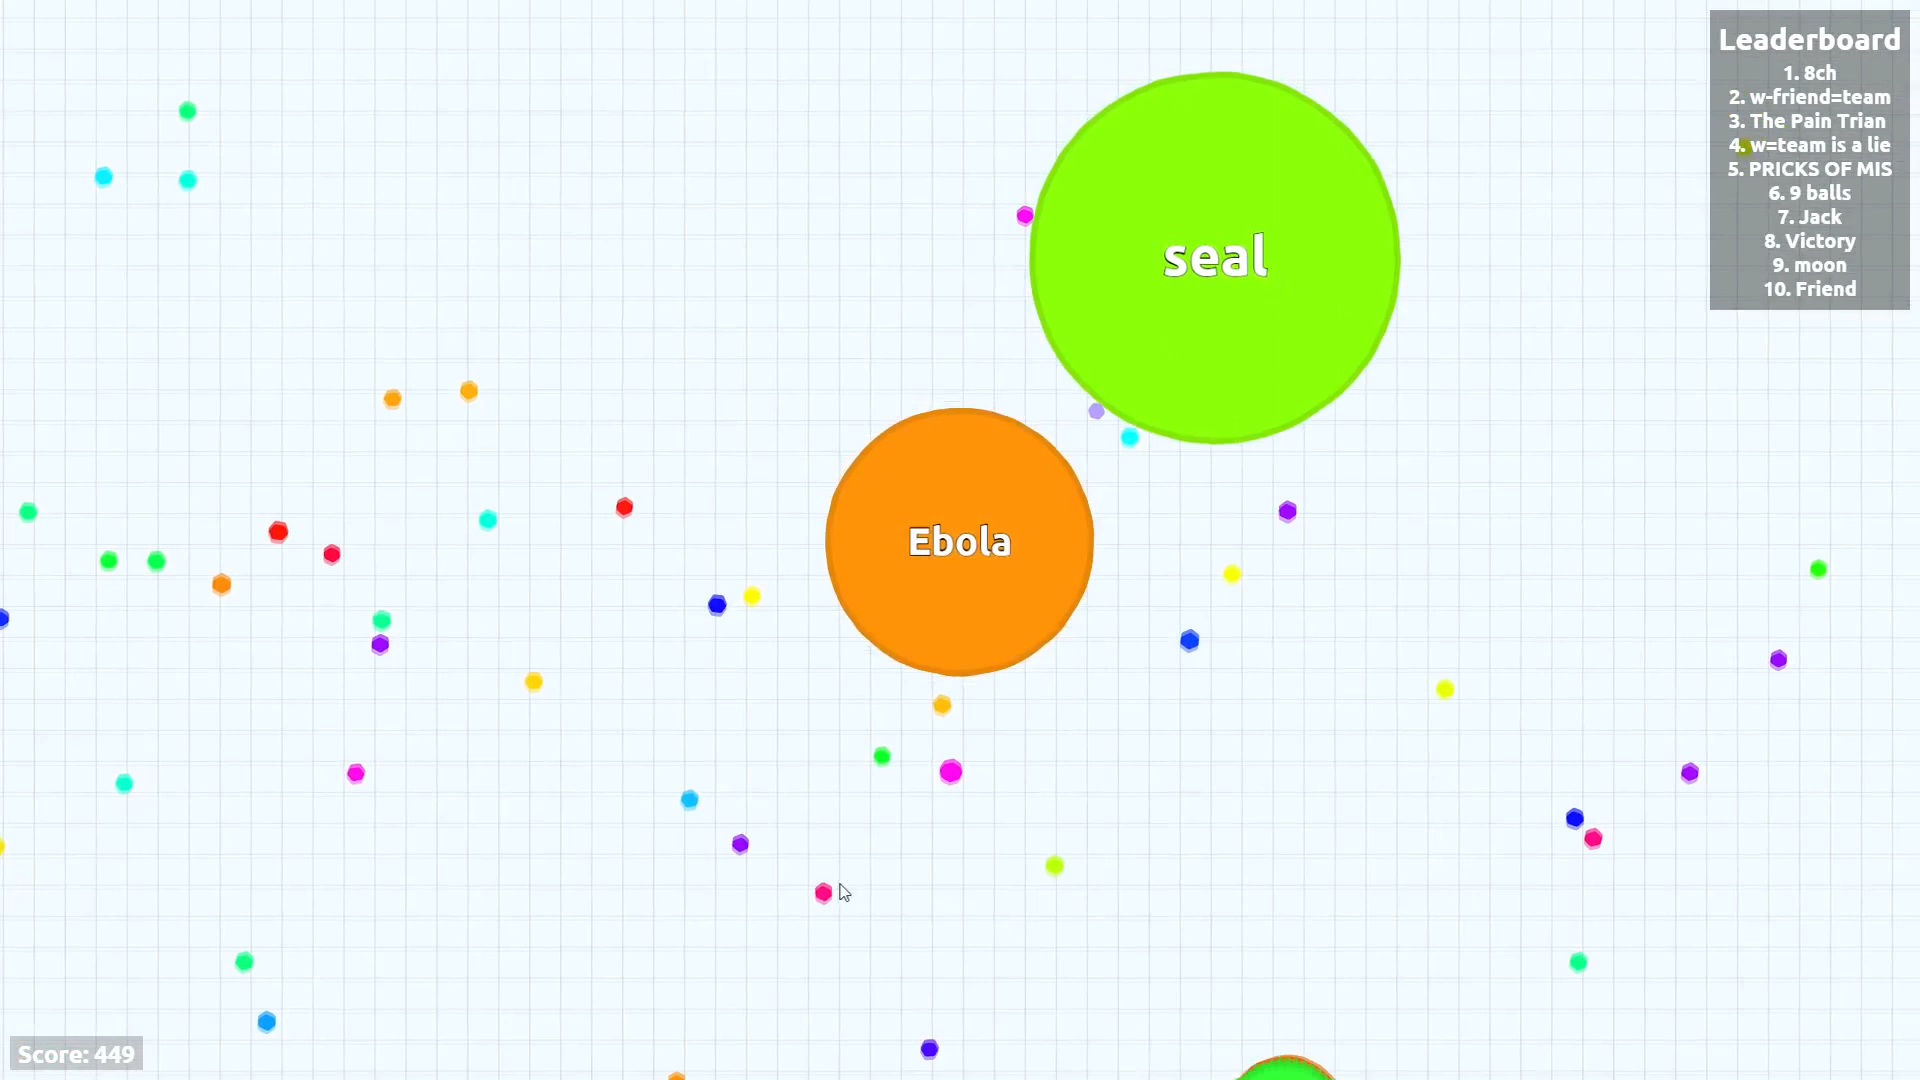 Leaderboard
1. 8ch
2. w-friend=team
3. The Pain Trian
4. w=team is a lie
5. PRICKS OF MIS
6. 9 balls
7. Jack
8. Victory
9. moon
10. Friend
seal
Ebola
Score: 449